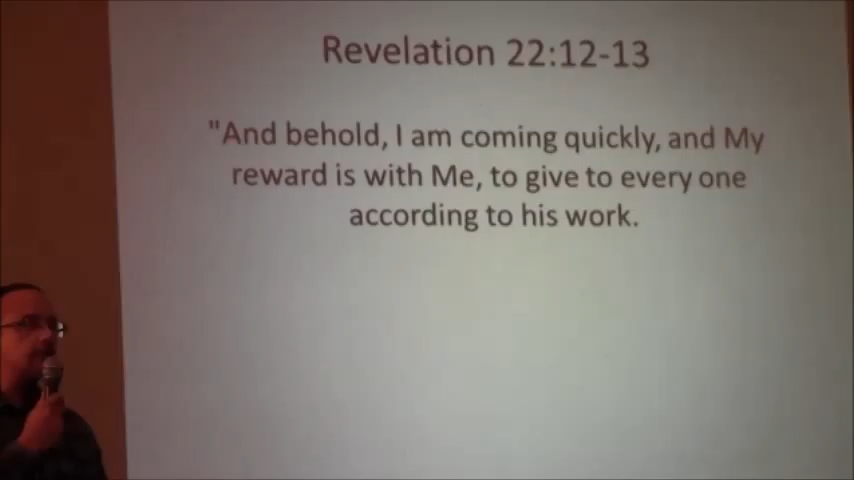 Revelation 22:12-13
"And behold, I am coming quickly, and My
reward is with Me, to give to every one
according to his work.